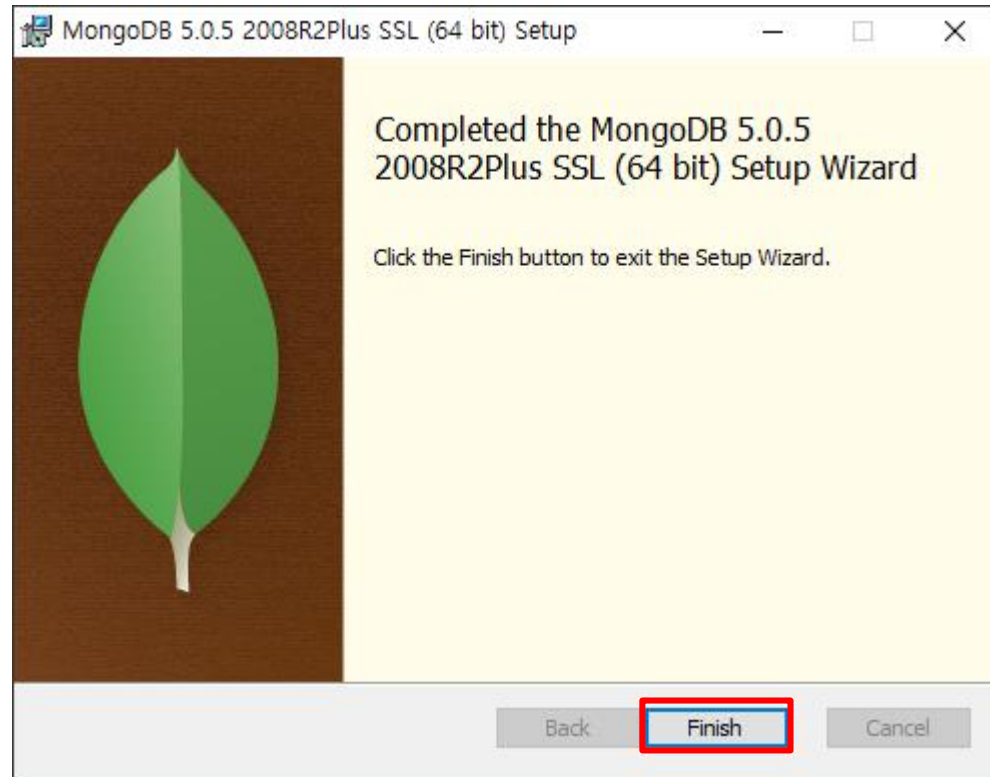 MongoDB 5.0.5 2008R2Plus SSL (64 bit) Setup
Completed the MongoDB 5.0.5
2008R2Plus SSL (64 bit) Setup Wizard
Click the Finish button to exit the Setup Wizard.
Back Finish Cancel